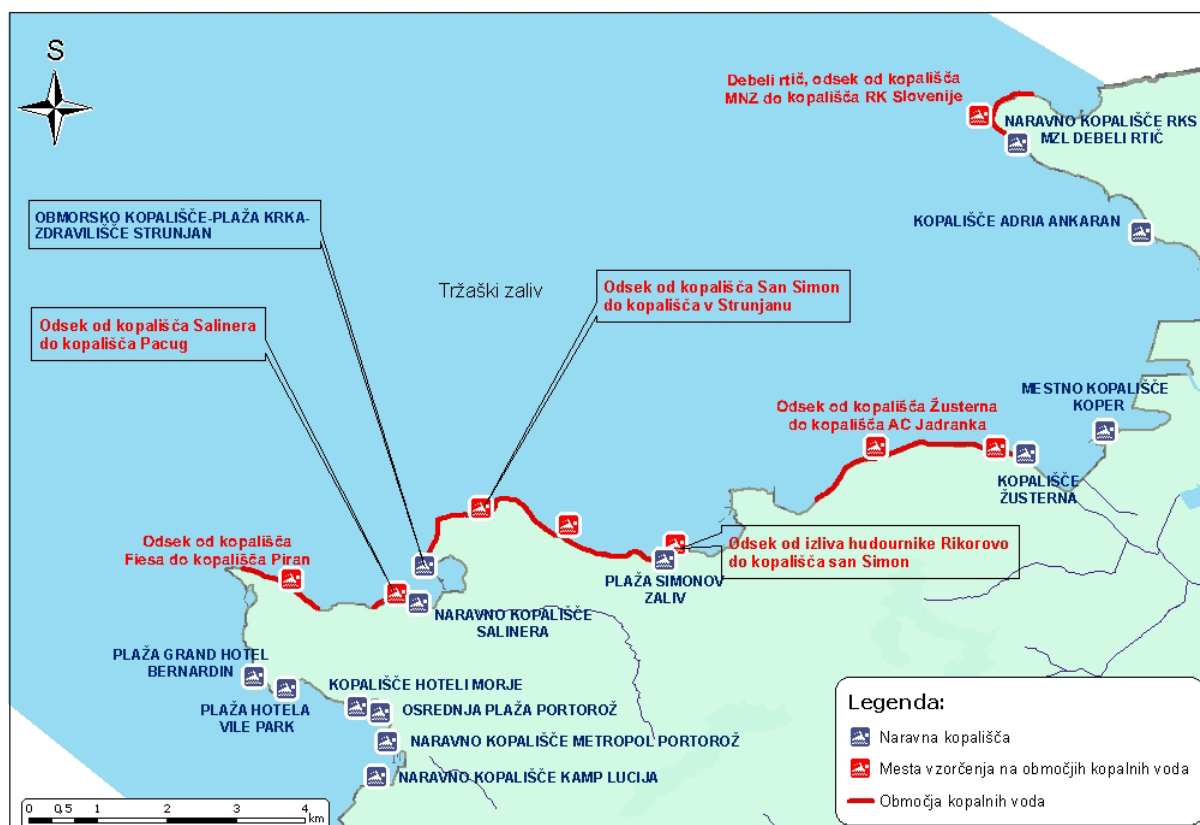 S
Debeli rtič, odsek od kopališča
MNZ do kopališča RK Slovenije
NARAVNO KOPALIŠČE RKS
MZL DEBELI RTIČ
OBMORSKO KOPALIŠČE-PLAŽA KRKA-
ZDRAVILIŠČE STRUNJAN
KOPALIŠČE ADRIA ANKARAN
Tržaški zaliv
Odsek od kopališča San Simon
do kopališča v Strunjanu
Odsek od kopališča Salinera
do kopališča Pacug
MESTNO KOPALIŠČE
KOPER
Odsek od kopališča Žusterna
do kopališča AC Jadranka
KOPALIŠČE
ŽUSTERNA
Odsek od kopališča
Fiesa do kopališča Piran
Odsek od izliva hudournike Rikorovo
do kopališča san Simon
PLAŽA SIMONOV
ZALIV
NARAVNO KOPALIŠČE
SALINERA
PLAŽA GRAND HOTEL
BERNARDIN
KOPALIŠČE HOTELI MORJE
PLAŽA HOTELA
VILE PARK
OSREDNJA PLAŽA PORTOROŽ
NARAVNO KOPALIŠČE METROPOL PORTOROŽ
NARAVNO KOPALIŠČE KAMP LUCIJA
Legenda:
Naravna kopališča
Mesta vzorčenja na območjih kopalnih voda
Območja kopalnih voda
0 0,5 1 2 3 4
km